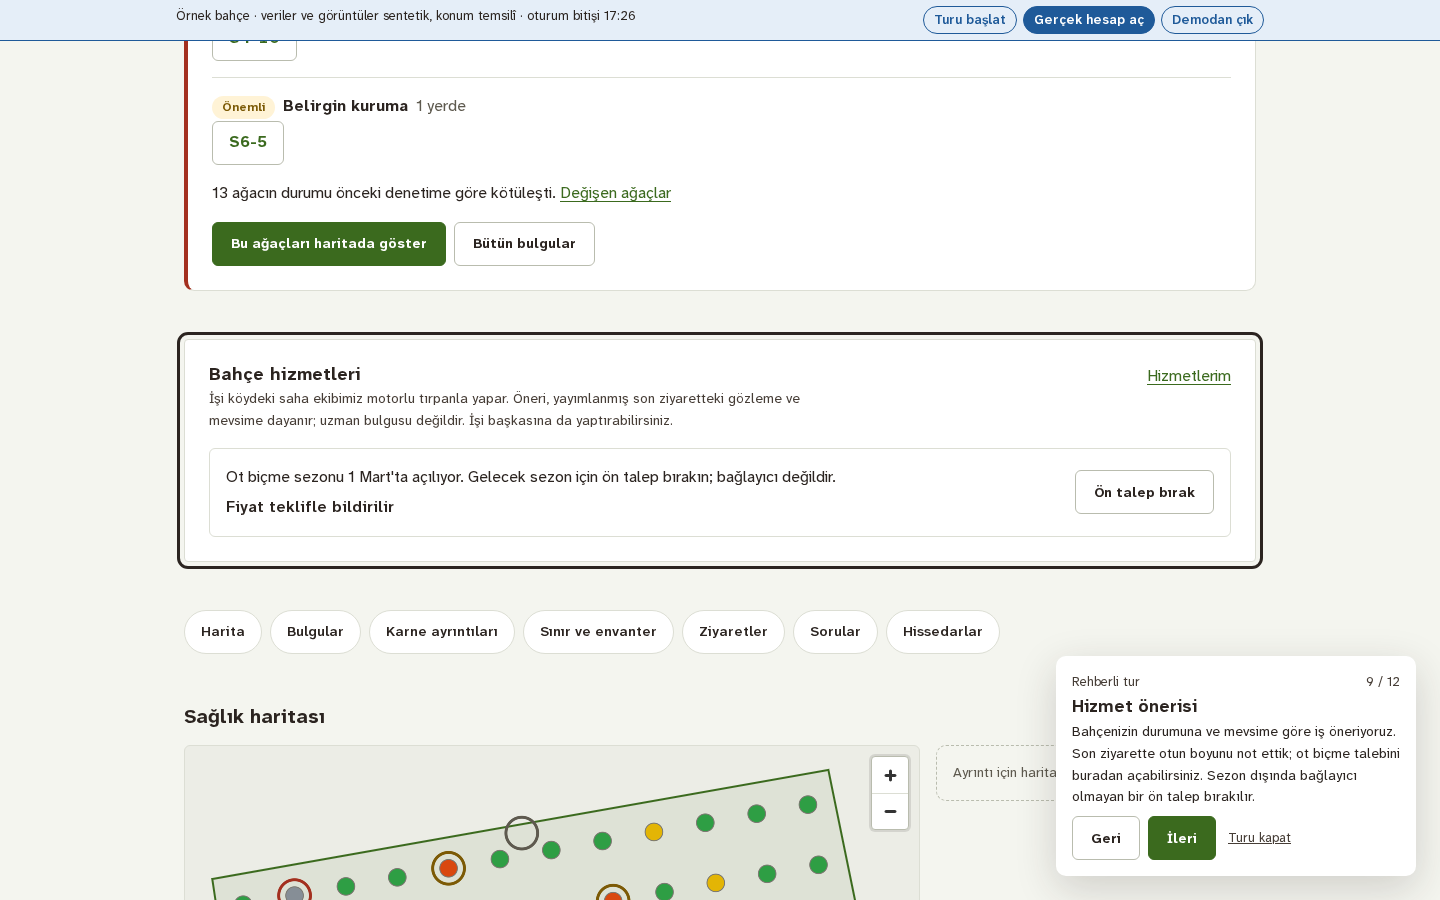 Örnek bahçe · veriler ve görüntüler sentetik, konum temsilî · oturum bitişi 17:26
Turu başlat
Gerçek hesap aç
Demodan çık
Önemli Belirgin kuruma 1 yerde
S6-5
13 ağacın durumu önceki denetime göre kötüleşti. Değişen ağaçlar
Bu ağaçları haritada göster
Bütün bulgular
Bahçe hizmetleri
Hizmetlerim
İşi köydeki saha ekibimiz motorlu tırpanla yapar. Öneri, yayımlanmış son ziyaretteki gözleme ve
mevsime dayanır; uzman bulgusu değildir. İşi başkasına da yaptırabilirsiniz.
Ot biçme sezonu 1 Mart'ta açılıyor. Gelecek sezon için ön talep bırakın; bağlayıcı değildir.
Fiyat teklifle bildirilir
Ön talep bırak
Harita
Bulgular
Karne ayrıntıları
Sınır ve envanter
Ziyaretler
Sorular
Hissedarlar
Sağlık haritası
+
−
Ayrıntı için harita
Rehberli tur
9 / 12
Hizmet önerisi
Bahçenizin durumuna ve mevsime göre iş öneriyoruz.
Son ziyarette otun boyunu not ettik; ot biçme talebini
buradan açabilirsiniz. Sezon dışında bağlayıcı
olmayan bir ön talep bırakılır.
Geri
İleri
Turu kapat